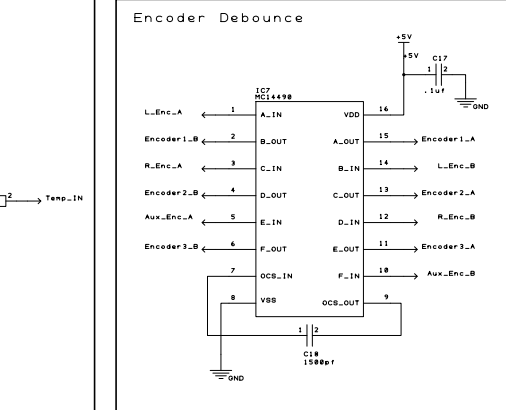 Encoder Debounce
+5V
+5V
C17
1 2
.1uf
GND
IC7
MC14490
L_Enc_A 1 A_IN VDD 16
Encoder1_B 2 B_OUT A_OUT 15 Encoder1_A
R_Enc_A 3 C_IN B_IN 14 L_Enc_B
Encoder2_B 4 D_OUT C_OUT 13 Encoder2_A
Aux_Enc_A 5 E_IN D_IN 12 R_Enc_B
Encoder3_B 6 F_OUT E_OUT 11 Encoder3_A
7 OCS_IN F_IN 10 Aux_Enc_B
8 VSS OCS_OUT 9
1 2
C18
1500pf
GND
2 Temp_IN